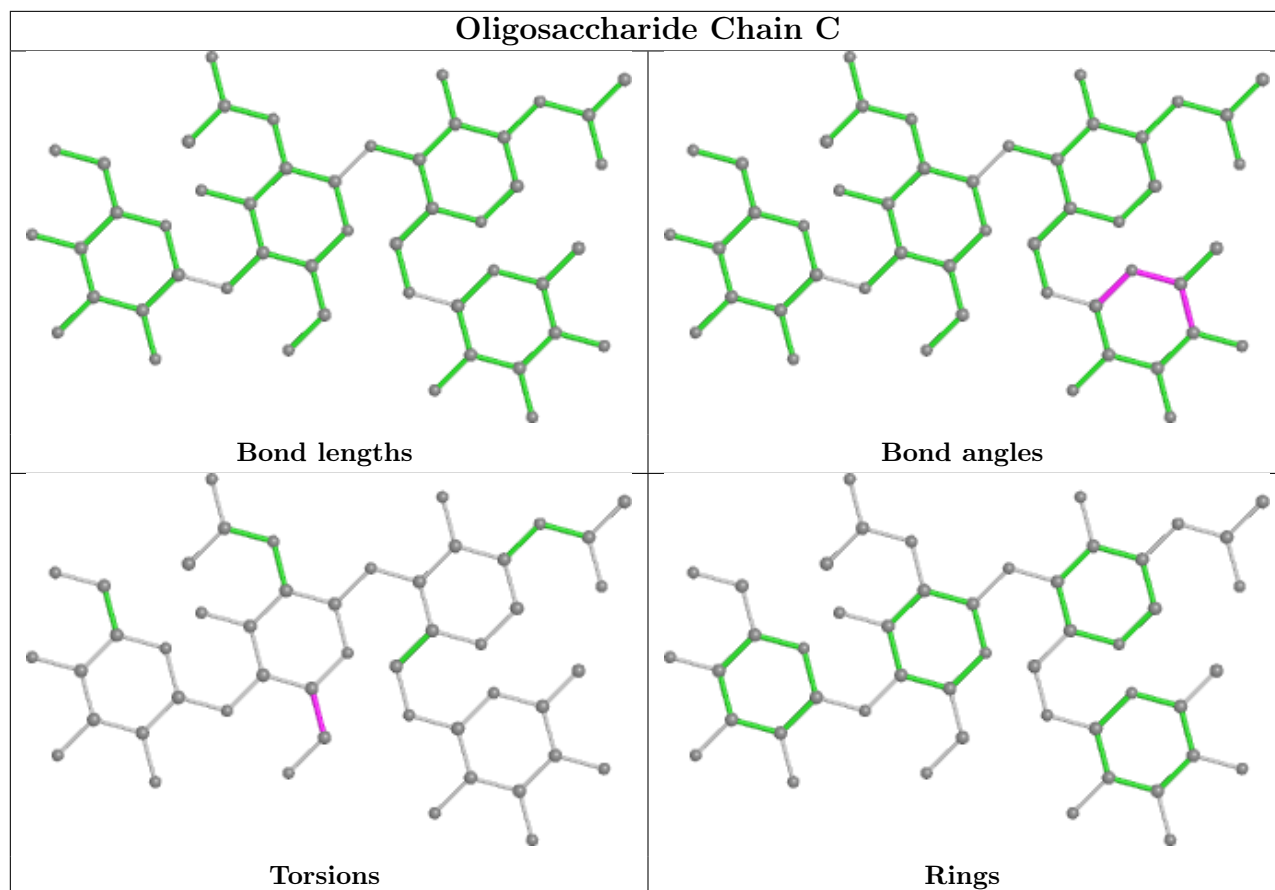 Oligosaccharide Chain C
Bond lengths
Bond angles
Torsions
Rings